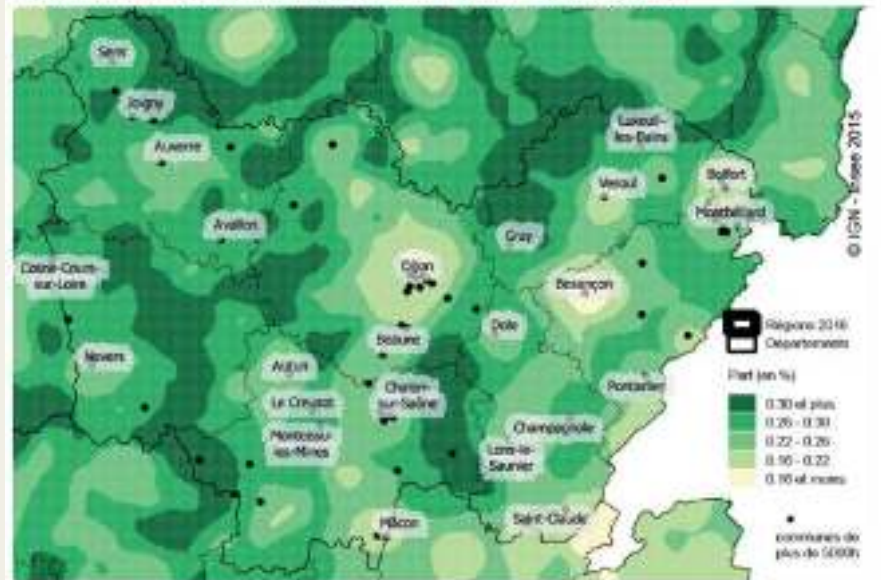 Sens
Joigny
Auxerre
Avallon
Cosne-Cours-
sur-Loire
Nevers
Luxeuil-
les-Bains
Belfort
Vesoul
Montbéliard
Gray
Dijon
Besançon
Dole
Beaune
Autun
Chalon-
sur-Saône
Le Creusot
Montceau-
les-Mines
Pontarlier
Champagnole
Lons-le-
Saunier
Mâcon
Saint-Claude
© IGN - Insee 2015
Régions 2016
Départements
Part (en %)
0.30 et plus
0.26 - 0.30
0.22 - 0.26
0.16 - 0.22
0.16 et moins
communes de
plus de 5000h